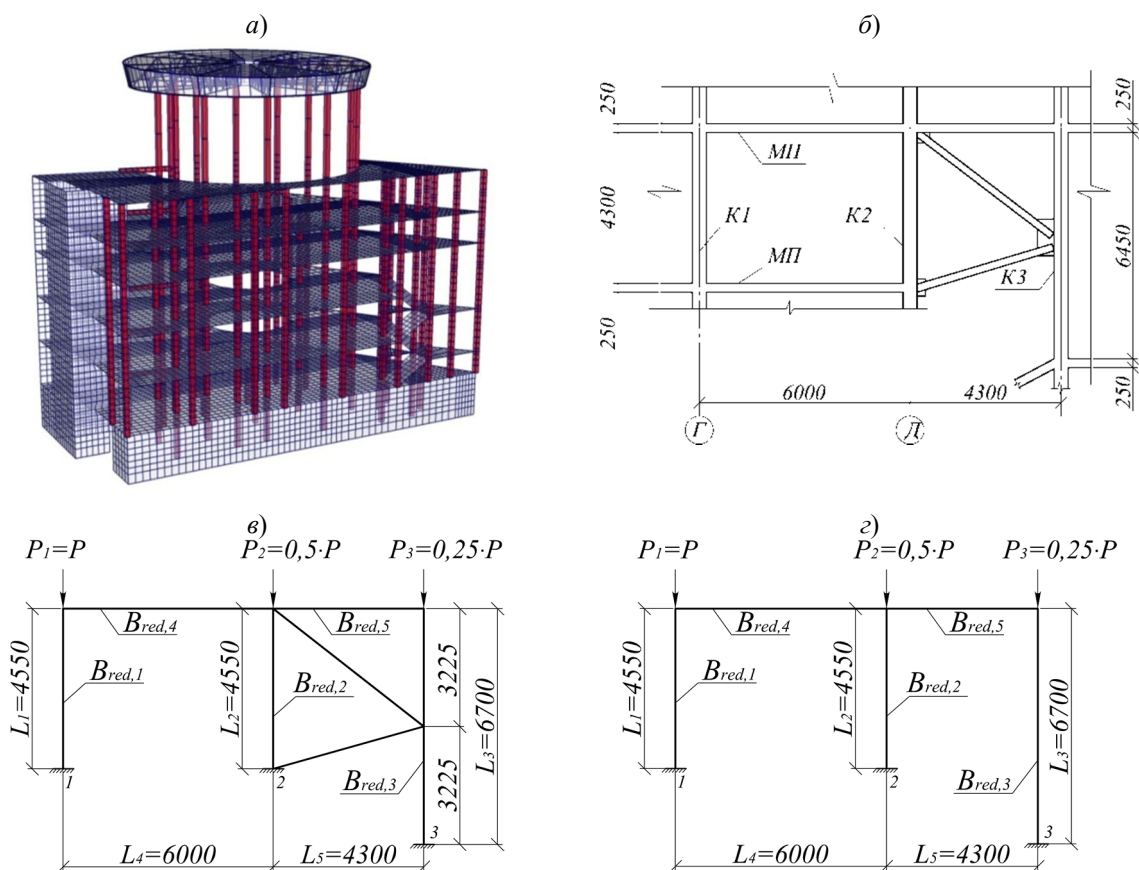 а)
б)
250
250
МП
4300
К1
К2
6450
МП
К3
250
250
6000
4300
Г
Д
в)
P1=P
P2=0,5·P
P3=0,25·P
Bred,4
Bred,5
L1=4550
L2=4550
3225
Bred,1
Bred,2
L3=6700
Bred,3
3225
1
2
3
L4=6000
L5=4300
г)
P1=P
P2=0,5·P
P3=0,25·P
Bred,4
Bred,5
L1=4550
L2=4550
Bred,1
Bred,2
L3=6700
Bred,3
1
2
3
L4=6000
L5=4300